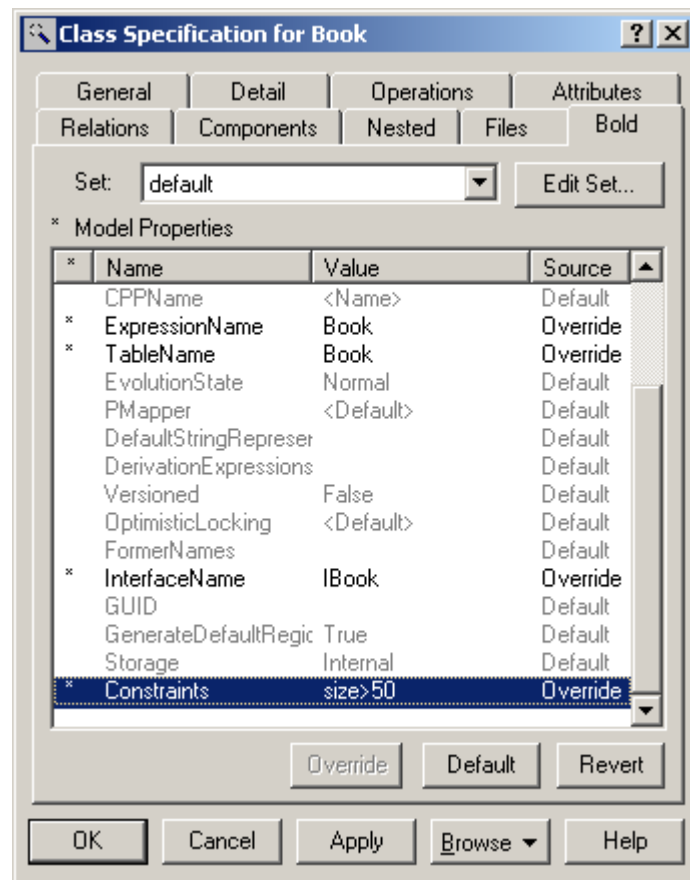 Class Specification for Book
General Detail Operations Attributes
Relations Components Nested Files Bold
Set: default Edit Set...
* Model Properties
* Name Value Source
CPPName <Name> Default
* ExpressionName Book Override
* TableName Book Override
EvolutionState Normal Default
PMapper <Default> Default
DefaultStringRepreser Default
DerivationExpressions Default
Versioned False Default
OptimisticLocking <Default> Default
FormerNames Default
* InterfaceName IBook Override
GUID Default
GenerateDefaultRegic True Default
Storage Internal Default
* Constraints size>50 Override
Override Default Revert
OK Cancel Apply Browse Help